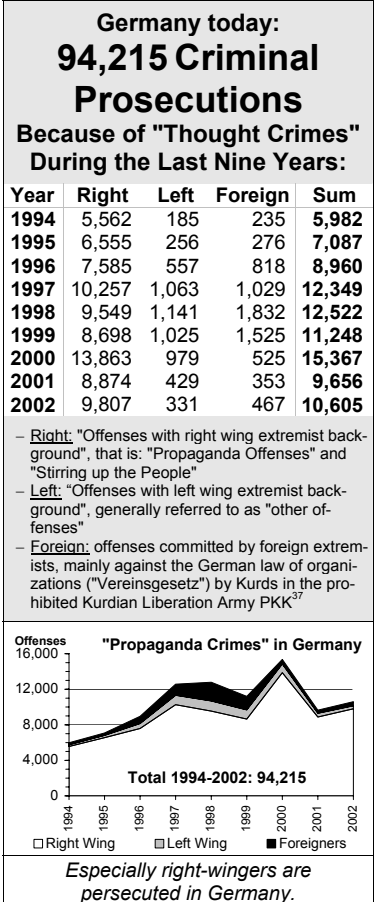 Germany today:
94,215 Criminal
Prosecutions
Because of "Thought Crimes"
During the Last Nine Years:
Year Right Left Foreign Sum
1994 5,562 185 235 5,982
1995 6,555 256 276 7,087
1996 7,585 557 818 8,960
1997 10,257 1,063 1,029 12,349
1998 9,549 1,141 1,832 12,522
1999 8,698 1,025 1,525 11,248
2000 13,863 979 525 15,367
2001 8,874 429 353 9,656
2002 9,807 331 467 10,605
– Right: "Offenses with right wing extremist back-
ground", that is: "Propaganda Offenses" and
"Stirring up the People"
– Left: “Offenses with left wing extremist back-
ground", generally referred to as "other of-
fenses"
– Foreign: offenses committed by foreign extrem-
ists, mainly against the German law of organi-
zations ("Vereinsgesetz") by Kurds in the pro-
hibited Kurdian Liberation Army PKK37
Offenses "Propaganda Crimes" in Germany
16,000
12,000
8,000
4,000
Total 1994-2002: 94,215
0
1994 1995 1996 1997 1998 1999 2000 2001 2002
Right Wing Left Wing Foreigners
Especially right-wingers are
persecuted in Germany.